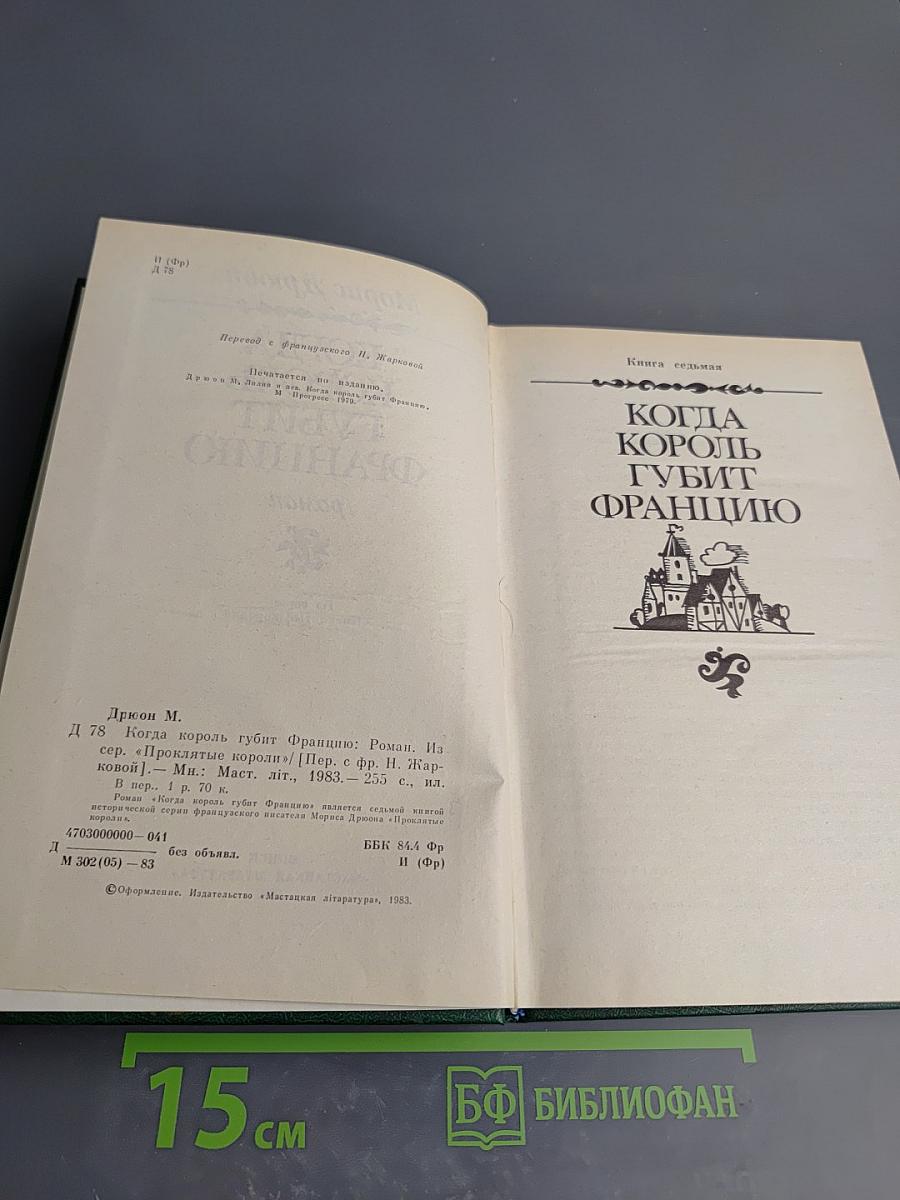 И (Фр)
Д 78
Перевод с французского Н. Жарковой
Печатается по изданию.
Дрюон М. Лилия и лев. Когда король губит Францию.
М Прогресс 1979.
Дрюон М.
Д 78 Когда король губит Францию: Роман. Из
сер. «Проклятые короли»/[Пер. с фр. Н. Жар-
ковой].— Мн.: Маст. літ., 1983.— 255 с., ил.
В пер.. 1 р. 70 к.
Роман «Когда король губит Францию» является седьмой книгой
исторической серии французского писателя Мориса Дрюона «Проклятые
короли».
Д 4703000000—041
М 302(05)—83 без объявл.
ББК 84.4 Фр
И (Фр)
©Оформление. Издательство «Мастацкая літаратура», 1983.
Книга седьмая
КОГДА
КОРОЛЬ
ГУБИТ
ФРАНЦИЮ
15 см
БФ БИБЛИОФАН